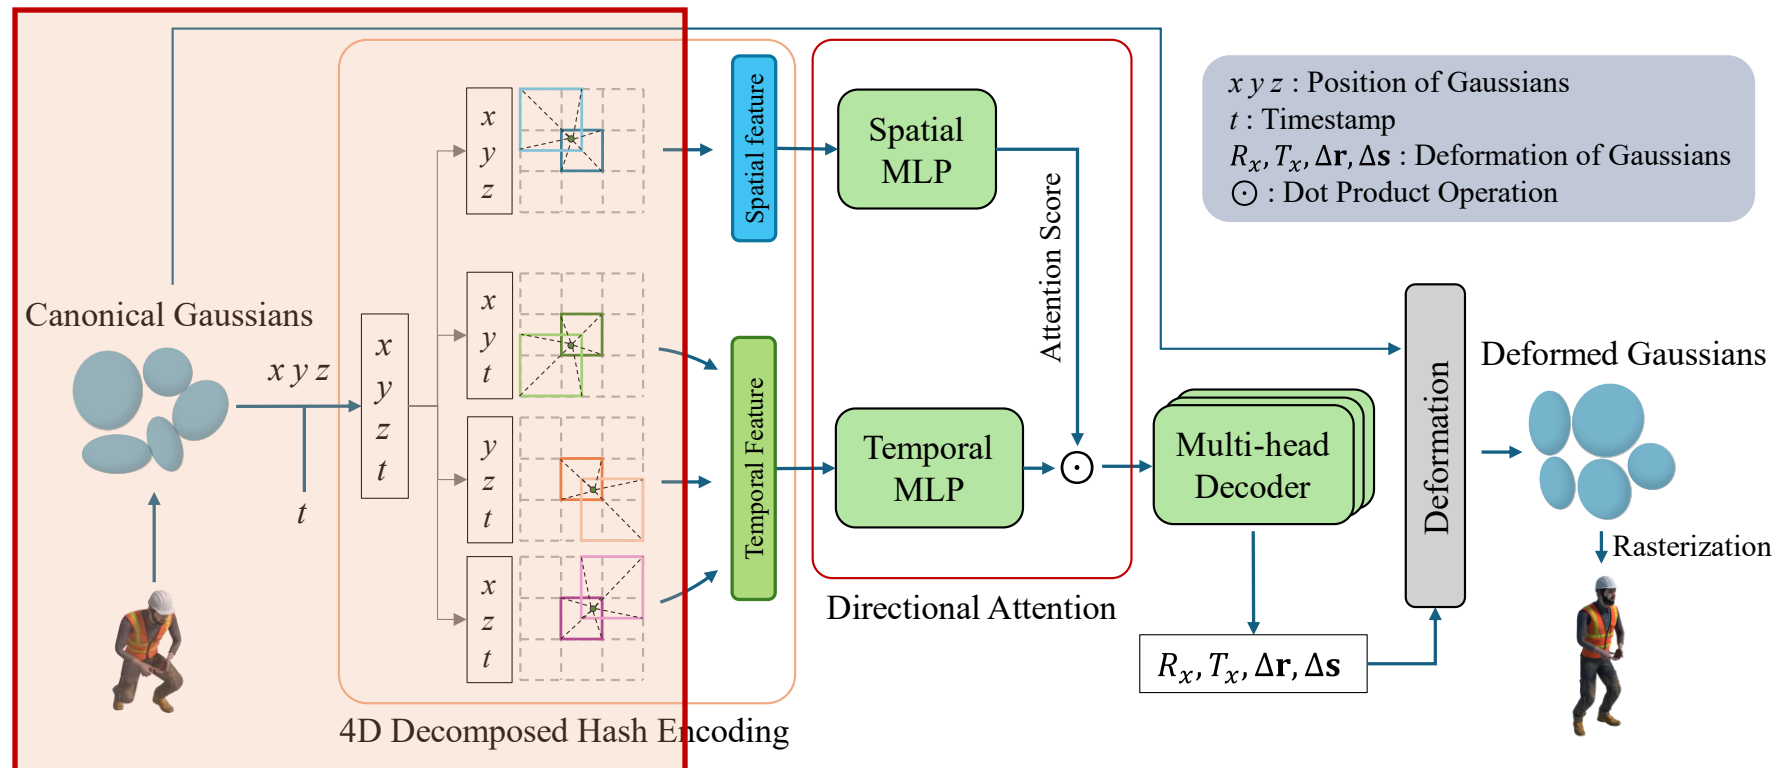 Canonical Gaussians
x y z
t
x
y
z
t
x
y
z
x
y
t
y
z
t
x
z
t
4D Decomposed Hash Encoding
Spatial feature
Temporal Feature
Spatial
MLP
Attention Score
Temporal
MLP
Directional Attention
Multi-head
Decoder
Rₓ, Tₓ, Δ𝐫, Δ𝐬
Deformation
x y z : Position of Gaussians
t : Timestamp
Rₓ, Tₓ, Δ𝐫, Δ𝐬 : Deformation of Gaussians
⊙ : Dot Product Operation
Deformed Gaussians
Rasterization